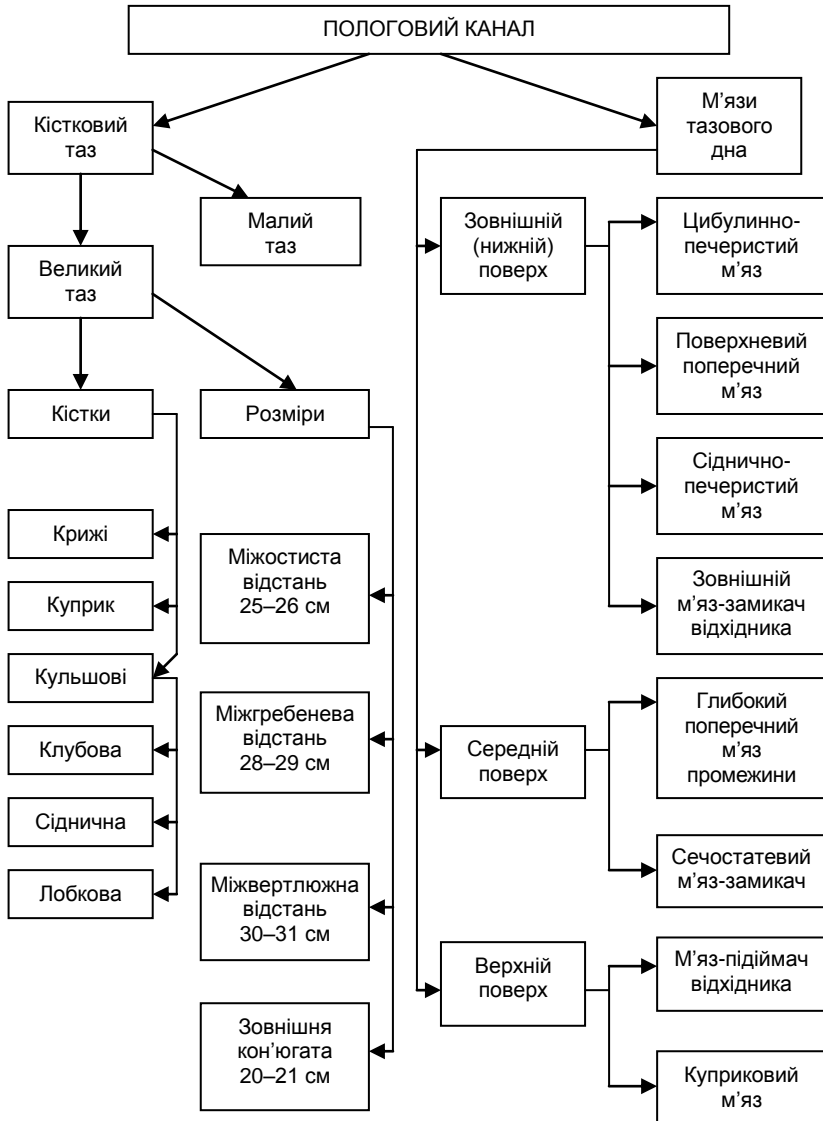 ПОЛОГОВИЙ КАНАЛ
Кістковий
таз
М’язи
тазового
дна
Малий
таз
Великий
таз
Кістки
Розміри
Крижі
Куприк
Кульшові
Клубова
Сіднична
Лобкова
Міжостиста
відстань
25–26 см
Міжгребенева
відстань
28–29 см
Міжвертлюжна
відстань
30–31 см
Зовнішня
кон’югата
20–21 см
Зовнішній
(нижній)
поверх
Цибулинно-
печеристий
м’яз
Поверхневий
поперечний
м’яз
Сіднично-
печеристий
м’яз
Зовнішній
м’яз-замикач
відхідника
Середній
поверх
Глибокий
поперечний
м’яз
промежини
Сечостатевий
м’яз-замикач
Верхній
поверх
М’яз-підіймач
відхідника
Куприковий
м’яз